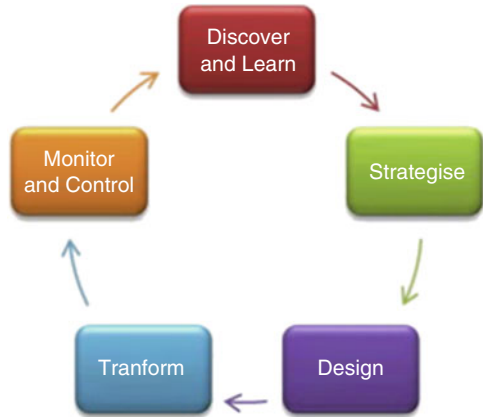 Discover
and Learn
Strategise
Design
Tranform
Monitor
and Control